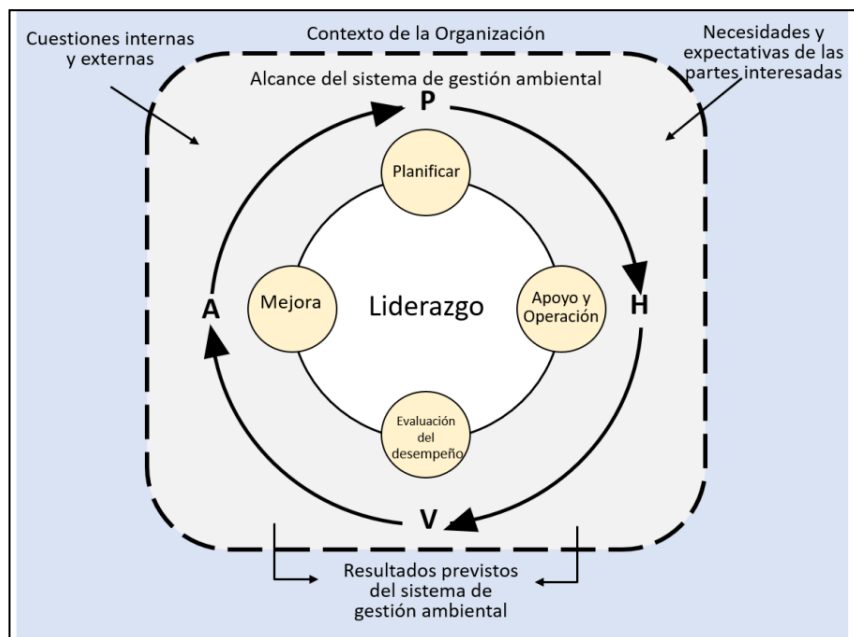 Contexto de la Organización
Cuestiones internas
y externas
Necesidades y
expectativas de las
partes interesadas
Alcance del sistema de gestión ambiental
P
Planificar
A
Mejora
Liderazgo
Apoyo y
Operación
H
Evaluación
del
desempeño
V
Resultados previstos
del sistema de
gestión ambiental